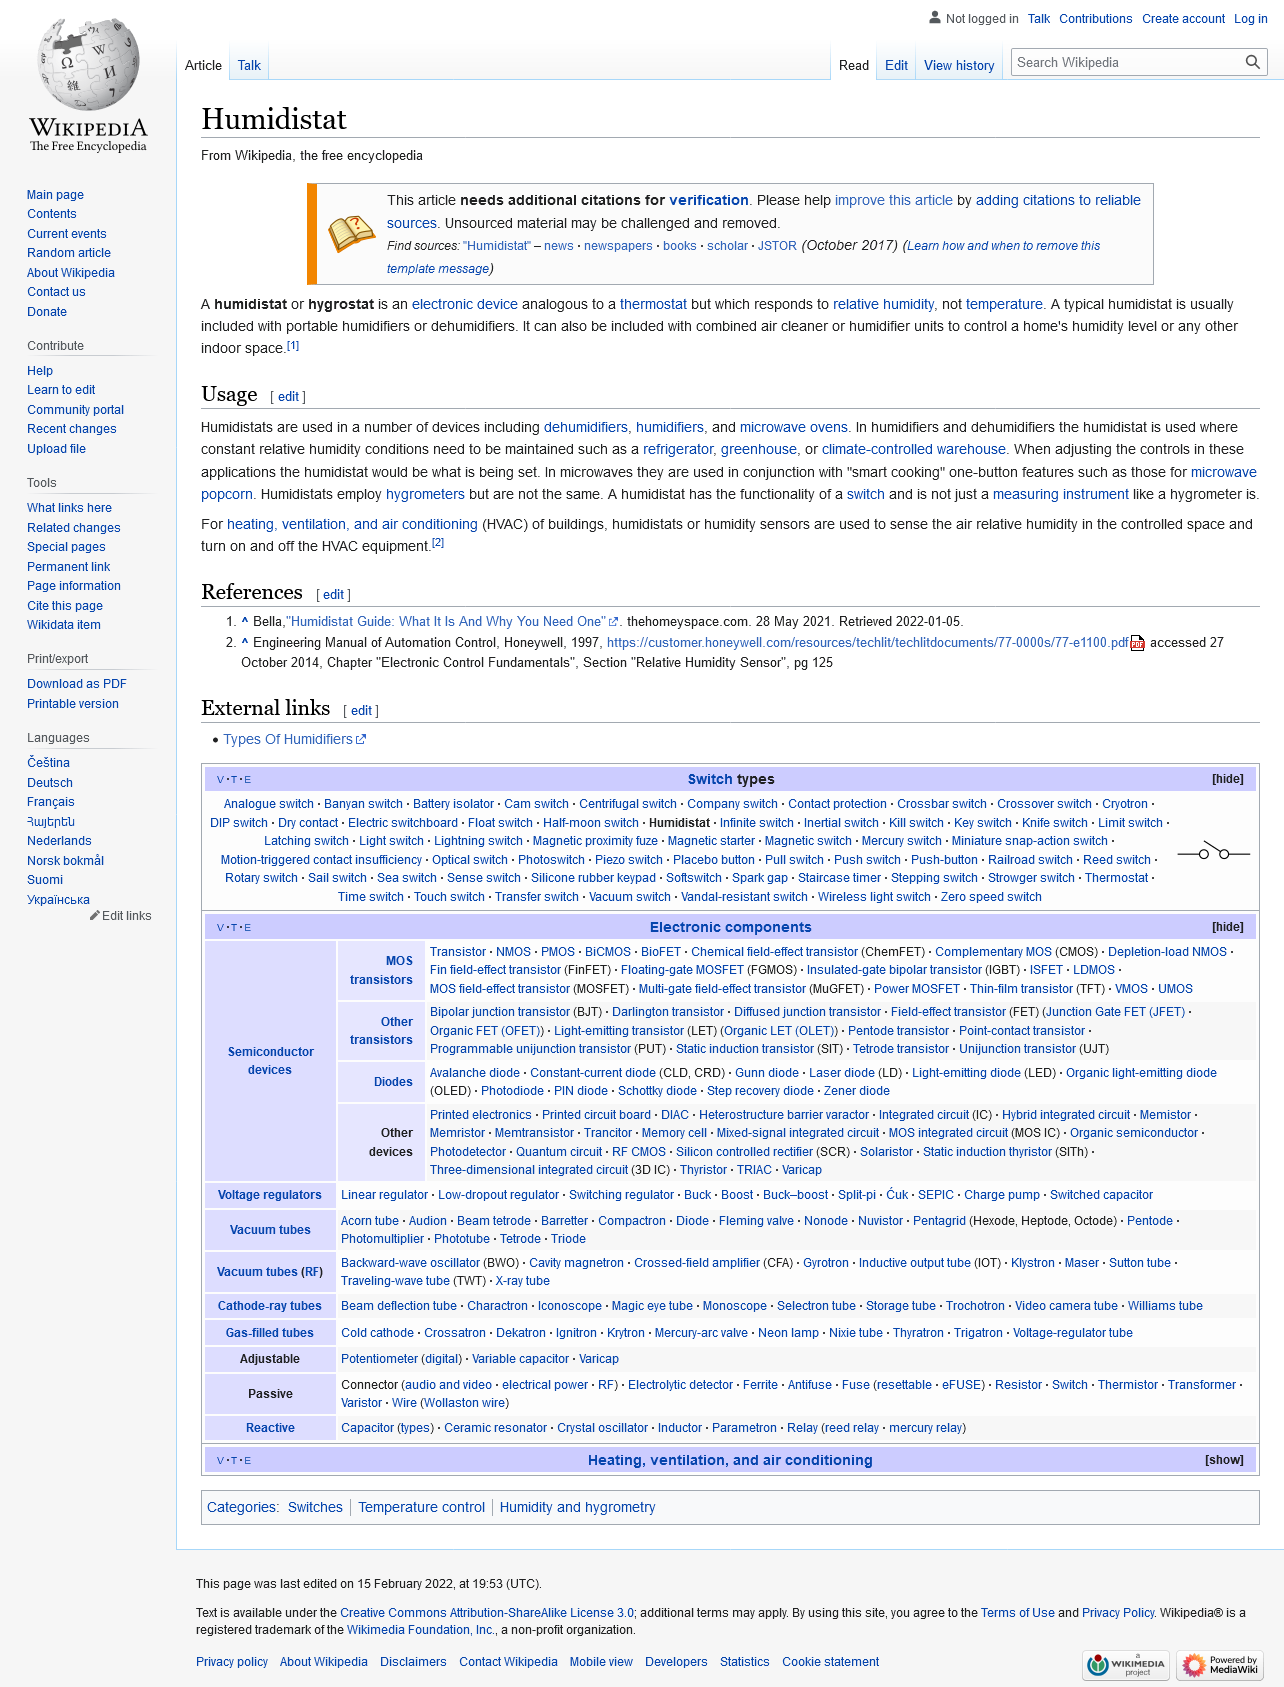 Not logged in Talk Contributions Create account Log in
Article Talk Read Edit View history Search Wikipedia
WIKIPEDIA
The Free Encyclopedia
Main page
Contents
Current events
Random article
About Wikipedia
Contact us
Donate
Contribute
Help
Learn to edit
Community portal
Recent changes
Upload file
Tools
What links here
Related changes
Special pages
Permanent link
Page information
Cite this page
Wikidata item
Print/export
Download as PDF
Printable version
Languages
Čeština
Deutsch
Français
Հայերեն
Nederlands
Norsk bokmål
Suomi
Українська
Edit links
Humidistat
From Wikipedia, the free encyclopedia
This article needs additional citations for verification. Please help improve this article by adding citations to reliable
sources. Unsourced material may be challenged and removed.
Find sources: "Humidistat" – news · newspapers · books · scholar · JSTOR (October 2017) (Learn how and when to remove this
template message)
A humidistat or hygrostat is an electronic device analogous to a thermostat but which responds to relative humidity, not temperature. A typical humidistat is usually
included with portable humidifiers or dehumidifiers. It can also be included with combined air cleaner or humidifier units to control a home's humidity level or any other
indoor space.[1]
Usage [ edit ]
Humidistats are used in a number of devices including dehumidifiers, humidifiers, and microwave ovens. In humidifiers and dehumidifiers the humidistat is used where
constant relative humidity conditions need to be maintained such as a refrigerator, greenhouse, or climate-controlled warehouse. When adjusting the controls in these
applications the humidistat would be what is being set. In microwaves they are used in conjunction with "smart cooking" one-button features such as those for microwave
popcorn. Humidistats employ hygrometers but are not the same. A humidistat has the functionality of a switch and is not just a measuring instrument like a hygrometer is.
For heating, ventilation, and air conditioning (HVAC) of buildings, humidistats or humidity sensors are used to sense the air relative humidity in the controlled space and
turn on and off the HVAC equipment.[2]
References [ edit ]
1. ^ Bella,"Humidistat Guide: What It Is And Why You Need One". thehomeyspace.com. 28 May 2021. Retrieved 2022-01-05.
2. ^ Engineering Manual of Automation Control, Honeywell, 1997, https://customer.honeywell.com/resources/techlit/techlitdocuments/77-0000s/77-e1100.pdf accessed 27
October 2014, Chapter "Electronic Control Fundamentals", Section "Relative Humidity Sensor", pg 125
External links [ edit ]
• Types Of Humidifiers
V · T · E Switch types [hide]
Analogue switch · Banyan switch · Battery isolator · Cam switch · Centrifugal switch · Company switch · Contact protection · Crossbar switch · Crossover switch · Cryotron ·
DIP switch · Dry contact · Electric switchboard · Float switch · Half-moon switch · Humidistat · Infinite switch · Inertial switch · Kill switch · Key switch · Knife switch · Limit switch ·
Latching switch · Light switch · Lightning switch · Magnetic proximity fuze · Magnetic starter · Magnetic switch · Mercury switch · Miniature snap-action switch ·
Motion-triggered contact insufficiency · Optical switch · Photoswitch · Piezo switch · Placebo button · Pull switch · Push switch · Push-button · Railroad switch · Reed switch ·
Rotary switch · Sail switch · Sea switch · Sense switch · Silicone rubber keypad · Softswitch · Spark gap · Staircase timer · Stepping switch · Strowger switch · Thermostat ·
Time switch · Touch switch · Transfer switch · Vacuum switch · Vandal-resistant switch · Wireless light switch · Zero speed switch
V · T · E Electronic components [hide]
Semiconductor
devices
MOS
transistors
Transistor · NMOS · PMOS · BiCMOS · BioFET · Chemical field-effect transistor (ChemFET) · Complementary MOS (CMOS) · Depletion-load NMOS ·
Fin field-effect transistor (FinFET) · Floating-gate MOSFET (FGMOS) · Insulated-gate bipolar transistor (IGBT) · ISFET · LDMOS ·
MOS field-effect transistor (MOSFET) · Multi-gate field-effect transistor (MuGFET) · Power MOSFET · Thin-film transistor (TFT) · VMOS · UMOS
Other
transistors
Bipolar junction transistor (BJT) · Darlington transistor · Diffused junction transistor · Field-effect transistor (FET) (Junction Gate FET (JFET) ·
Organic FET (OFET)) · Light-emitting transistor (LET) (Organic LET (OLET)) · Pentode transistor · Point-contact transistor ·
Programmable unijunction transistor (PUT) · Static induction transistor (SIT) · Tetrode transistor · Unijunction transistor (UJT)
Diodes
Avalanche diode · Constant-current diode (CLD, CRD) · Gunn diode · Laser diode (LD) · Light-emitting diode (LED) · Organic light-emitting diode
(OLED) · Photodiode · PIN diode · Schottky diode · Step recovery diode · Zener diode
Other
devices
Printed electronics · Printed circuit board · DIAC · Heterostructure barrier varactor · Integrated circuit (IC) · Hybrid integrated circuit · Memistor ·
Memristor · Memtransistor · Trancitor · Memory cell · Mixed-signal integrated circuit · MOS integrated circuit (MOS IC) · Organic semiconductor ·
Photodetector · Quantum circuit · RF CMOS · Silicon controlled rectifier (SCR) · Solaristor · Static induction thyristor (SITh) ·
Three-dimensional integrated circuit (3D IC) · Thyristor · TRIAC · Varicap
Voltage regulators Linear regulator · Low-dropout regulator · Switching regulator · Buck · Boost · Buck–boost · Split-pi · Ćuk · SEPIC · Charge pump · Switched capacitor
Vacuum tubes
Acorn tube · Audion · Beam tetrode · Barretter · Compactron · Diode · Fleming valve · Nonode · Nuvistor · Pentagrid (Hexode, Heptode, Octode) · Pentode ·
Photomultiplier · Phototube · Tetrode · Triode
Vacuum tubes (RF)
Backward-wave oscillator (BWO) · Cavity magnetron · Crossed-field amplifier (CFA) · Gyrotron · Inductive output tube (IOT) · Klystron · Maser · Sutton tube ·
Traveling-wave tube (TWT) · X-ray tube
Cathode-ray tubes Beam deflection tube · Charactron · Iconoscope · Magic eye tube · Monoscope · Selectron tube · Storage tube · Trochotron · Video camera tube · Williams tube
Gas-filled tubes Cold cathode · Crossatron · Dekatron · Ignitron · Krytron · Mercury-arc valve · Neon lamp · Nixie tube · Thyratron · Trigatron · Voltage-regulator tube
Adjustable Potentiometer (digital) · Variable capacitor · Varicap
Passive
Connector (audio and video · electrical power · RF) · Electrolytic detector · Ferrite · Antifuse · Fuse (resettable · eFUSE) · Resistor · Switch · Thermistor · Transformer ·
Varistor · Wire (Wollaston wire)
Reactive Capacitor (types) · Ceramic resonator · Crystal oscillator · Inductor · Parametron · Relay (reed relay · mercury relay)
V · T · E Heating, ventilation, and air conditioning [show]
Categories: Switches | Temperature control | Humidity and hygrometry
This page was last edited on 15 February 2022, at 19:53 (UTC).
Text is available under the Creative Commons Attribution-ShareAlike License 3.0; additional terms may apply. By using this site, you agree to the Terms of Use and Privacy Policy. Wikipedia® is a
registered trademark of the Wikimedia Foundation, Inc., a non-profit organization.
Privacy policy About Wikipedia Disclaimers Contact Wikipedia Mobile view Developers Statistics Cookie statement
a
WIKIMEDIA
project
Powered by
MediaWiki